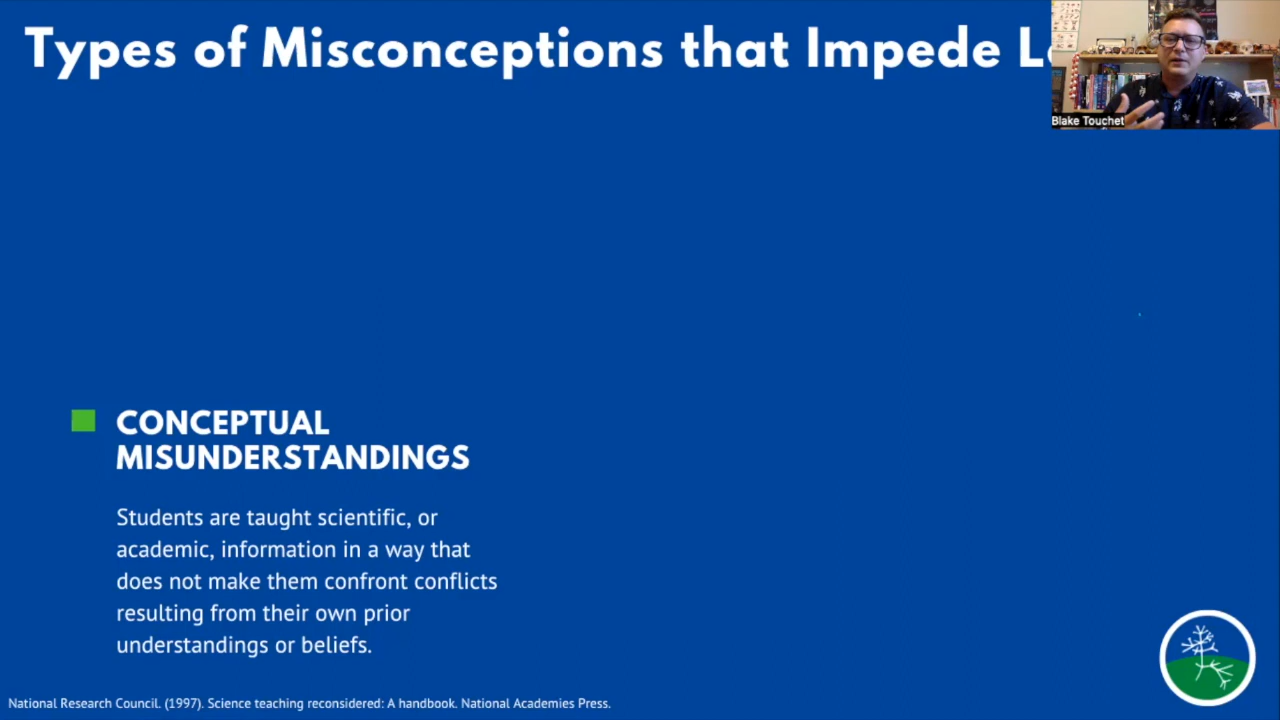 Types of Misconceptions that Impede
Blake Touchet
CONCEPTUAL
MISUNDERSTANDINGS
Students are taught scientific, or
academic, information in a way that
does not make them confront conflicts
resulting from their own prior
understandings or beliefs.
National Research Council. (1997). Science teaching reconsidered: A handbook. National Academies Press.